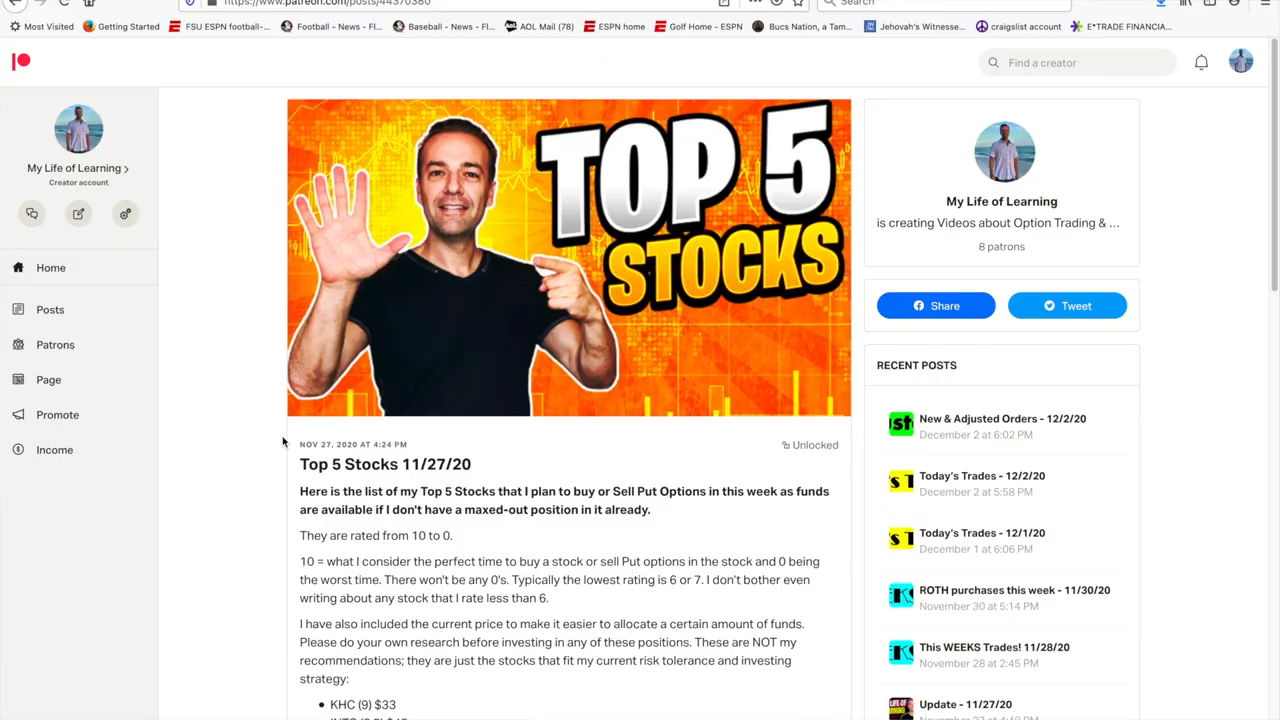 https://www.patreon.com/posts/44370380
Search
Most Visited
Getting Started
FSU ESPN football-...
Football - News - Fl...
Baseball - News - Fl...
AOL Mail (78)
ESPN home
Golf Home - ESPN
Bucs Nation, a Tam...
Jehovah's Witnesse...
craigslist account
E*TRADE FINANCIA...
Find a creator
My Life of Learning
Creator account
Home
Posts
Patrons
Page
Promote
Income
TOP 5
STOCKS
NOV 27, 2020 AT 4:24 PM
Unlocked
Top 5 Stocks 11/27/20
Here is the list of my Top 5 Stocks that I plan to buy or Sell Put Options in this week as funds
are available if I don't have a maxed-out position in it already.
They are rated from 10 to 0.
10 = what I consider the perfect time to buy a stock or sell Put options in the stock and 0 being
the worst time. There won't be any 0's. Typically the lowest rating is 6 or 7. I don't bother even
writing about any stock that I rate less than 6.
I have also included the current price to make it easier to allocate a certain amount of funds.
Please do your own research before investing in any of these positions. These are NOT my
recommendations; they are just the stocks that fit my current risk tolerance and investing
strategy:
KHC (9) $33
My Life of Learning
is creating Videos about Option Trading & ...
8 patrons
Share
Tweet
RECENT POSTS
New & Adjusted Orders - 12/2/20
December 2 at 6:02 PM
Today's Trades - 12/2/20
December 2 at 5:58 PM
Today's Trades - 12/1/20
December 1 at 6:06 PM
ROTH purchases this week - 11/30/20
November 30 at 5:14 PM
This WEEKS Trades! 11/28/20
November 28 at 2:45 PM
Update - 11/27/20